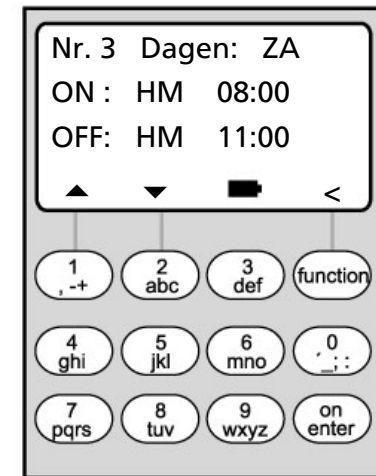 Nr. 3 Dagen: ZA
ON : HM 08:00
OFF: HM 11:00
<
1 2 3 function
, -+ abc def
4 5 6 0
ghi jkl mno ´_; :
7 8 9 on
pqrs tuv wxyz enter